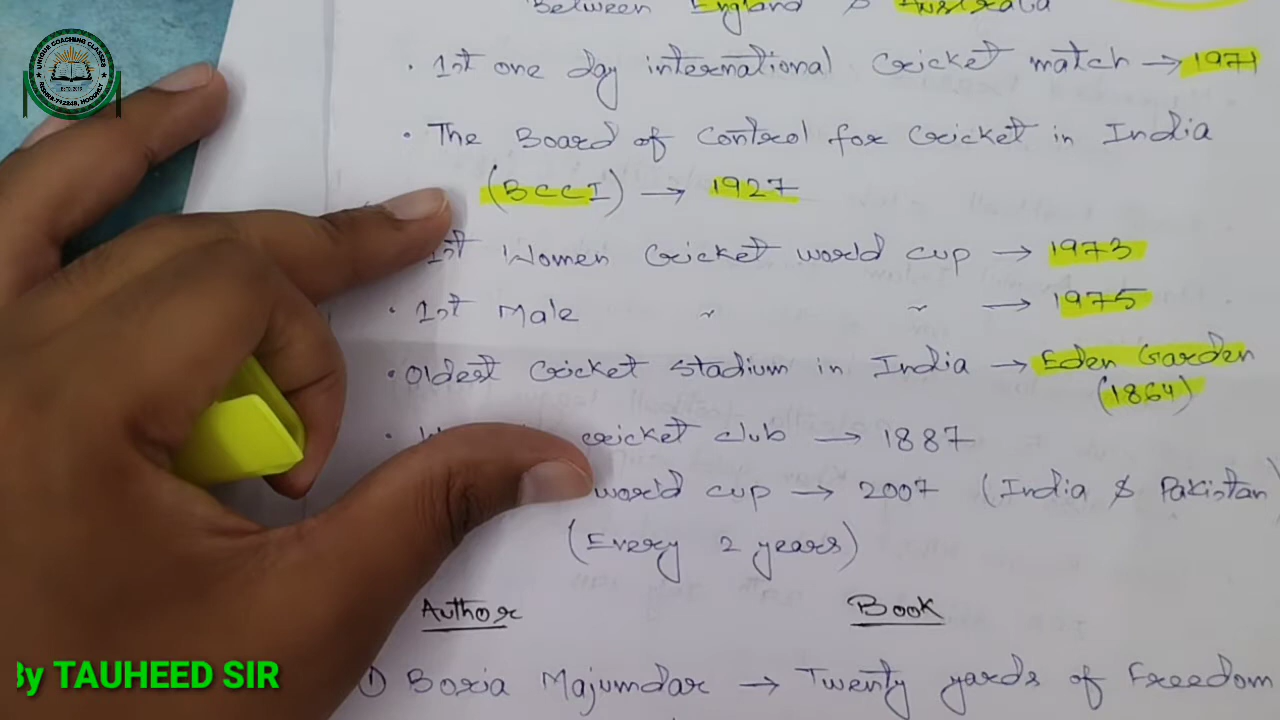 Between England & Australia
UNIQUE COACHING CLASSES
• 1st one day international Cricket match → 1971
• The Board of Control for Cricket in India
(BCCI) → 1927
1st Women Cricket world cup → 1973
• 1st Male " " → 1975
• Oldest Cricket stadium in India → Eden Garden
(1864)
• cricket club → 1887
world cup → 2007 (India & Pakistan)
(Every 2 years)
Author Book
① Boria Majumdar → Twenty yards of Freedom
By TAUHEED SIR